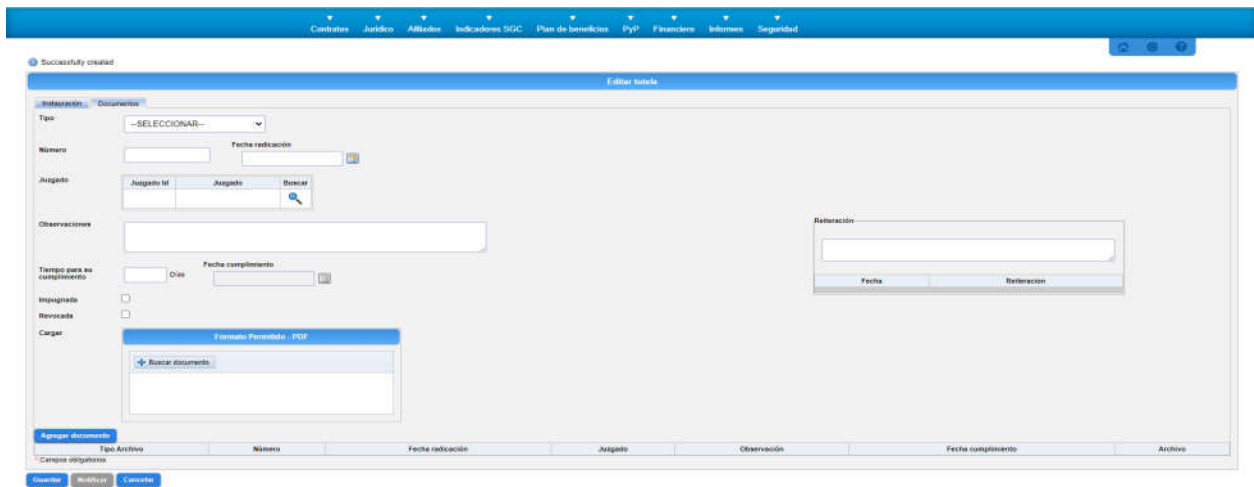 Contratos Jurídico Afiliados Indicadores SGC Plan de beneficios PyP Financiero Informes Seguridad
Successfully created
Editar tutela
Instauración Documentos
Tipo --SELECCIONAR--
Fecha radicación
Número
Juzgado Juzgado Id Juzgado Buscar
Observaciones
Reiteración
Tiempo para su cumplimiento Días Fecha cumplimiento
Fecha Reiteracion
Impugnada
Revocada
Cargar Formato Permitido - PDF
Buscar documento
Agregar documento
Tipo Archivo Número Fecha radicación Juzgado Observación Fecha cumplimiento Archivo
* Campos obligatorios
Guardar Notificar Cancelar